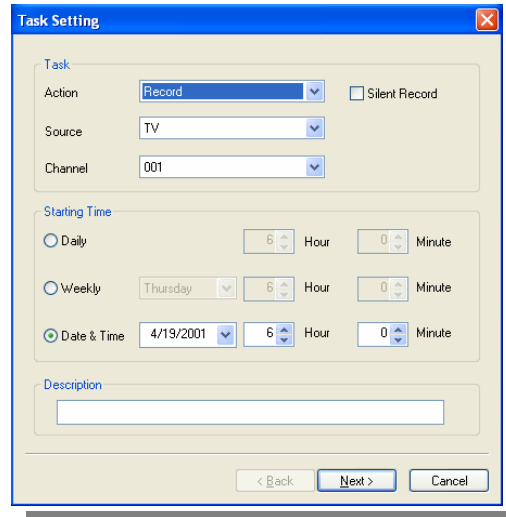 Task Setting
Task
Action Record Silent Record
Source TV
Channel 001
Starting Time
Daily 6 Hour 0 Minute
Weekly Thursday 6 Hour 0 Minute
Date & Time 4/19/2001 6 Hour 0 Minute
Description
< Back Next > Cancel